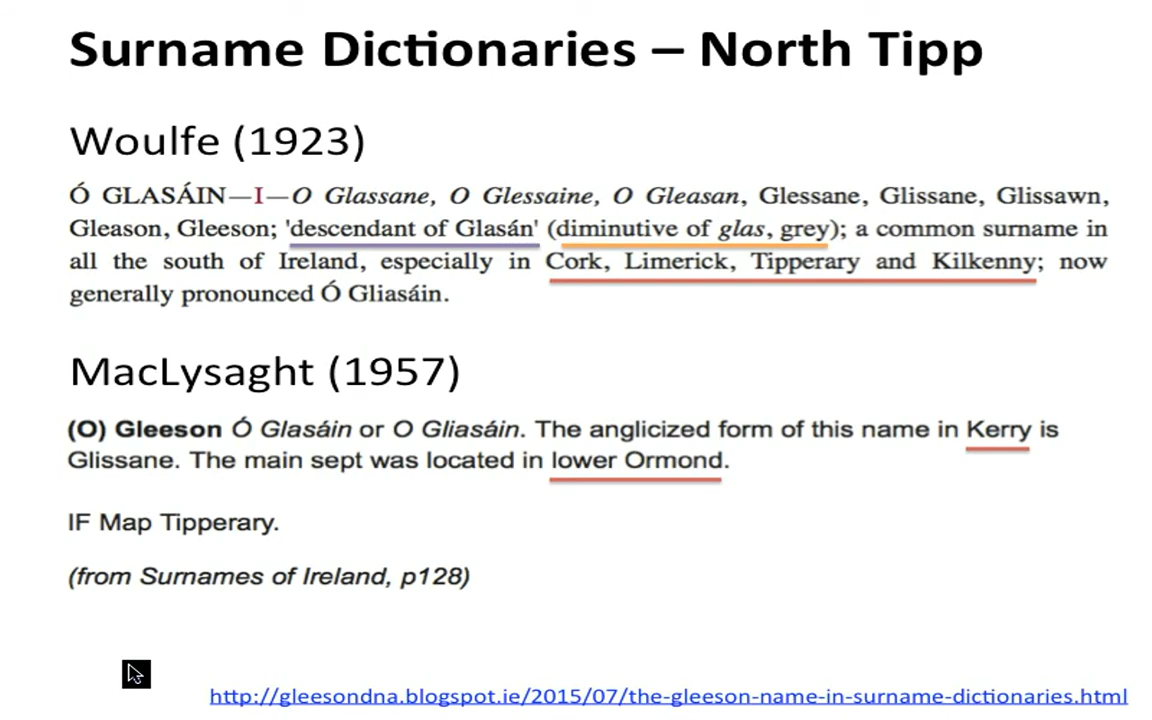 Surname Dictionaries – North Tipp
Woulfe (1923)
Ó GLASÁIN—I—O Glassane, O Glessaine, O Gleasan, Glessane, Glissane, Glissawn,
Gleason, Gleeson; 'descendant of Glasán' (diminutive of glas, grey); a common surname in
all the south of Ireland, especially in Cork, Limerick, Tipperary and Kilkenny; now
generally pronounced Ó Gliasáin.
MacLysaght (1957)
(O) Gleeson Ó Glasáin or O Gliasáin. The anglicized form of this name in Kerry is
Glissane. The main sept was located in lower Ormond.
IF Map Tipperary.
(from Surnames of Ireland, p128)
http://gleesondna.blogspot.ie/2015/07/the-gleeson-name-in-surname-dictionaries.html